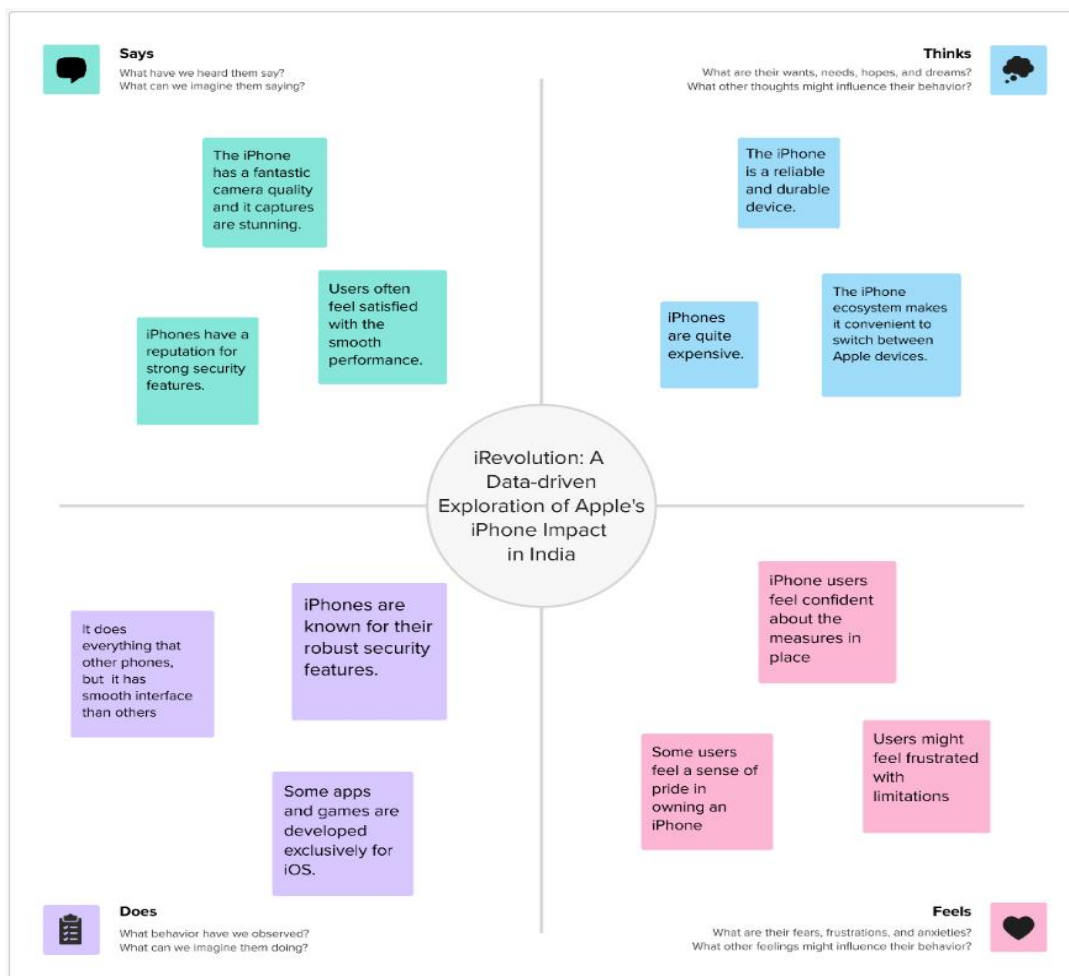 Says
What have we heard them say?
What can we imagine them saying?
Thinks
What are their wants, needs, hopes, and dreams?
What other thoughts might influence their behavior?
The iPhone
has a fantastic
camera quality
and it captures
are stunning.
Users often
feel satisfied
with the
smooth
performance.
iPhones have a
reputation for
strong security
features.
The iPhone
is a reliable
and durable
device.
iPhones
are quite
expensive.
The iPhone
ecosystem makes
it convenient to
switch between
Apple devices.
iRevolution: A
Data-driven
Exploration of Apple's
iPhone Impact
in India
It does
everything that
other phones,
but it has
smooth interface
than others
iPhones are
known for their
robust security
features.
Some apps
and games are
developed
exclusively for
iOS.
iPhone users
feel confident
about the
measures in
place
Some users
feel a sense of
pride in
owning an
iPhone
Users might
feel frustrated
with
limitations
Does
What behavior have we observed?
What can we imagine them doing?
Feels
What are their fears, frustrations, and anxieties?
What other feelings might influence their behavior?